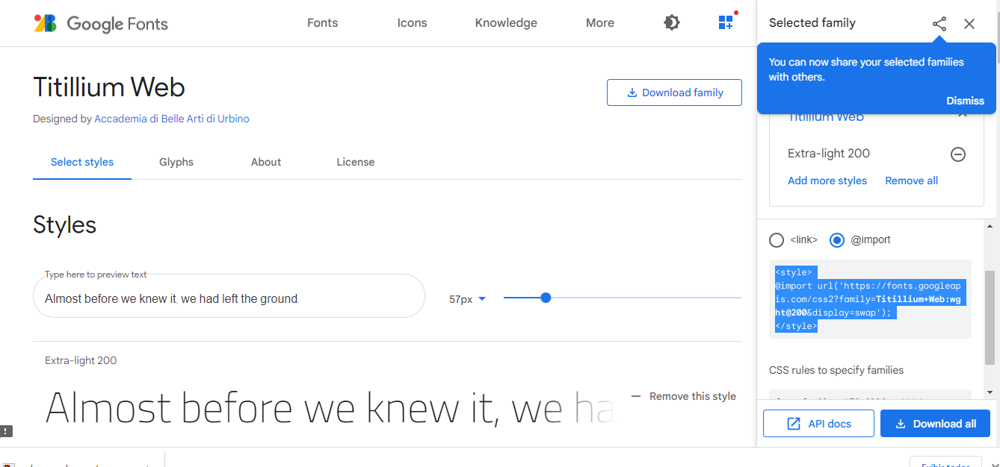 Google Fonts
Fonts
Icons
Knowledge
More
Selected family
You can now share your selected families
with others.
Dismiss
Titillium Web
Designed by Accademia di Belle Arti di Urbino
Download family
Titillium Web
Extra-light 200
Add more styles Remove all
Select styles
Glyphs
About
License
Styles
Type here to preview text
Almost before we knew it, we had left the ground.
57px
<link>
@import
<style>
@import url('https://fonts.googleap
is.com/css2?family=Titillium+Web:wg
ht@200&display=swap');
</style>
CSS rules to specify families
Extra-light 200
Almost before we knew it, we ha
Remove this style
API docs
Download all